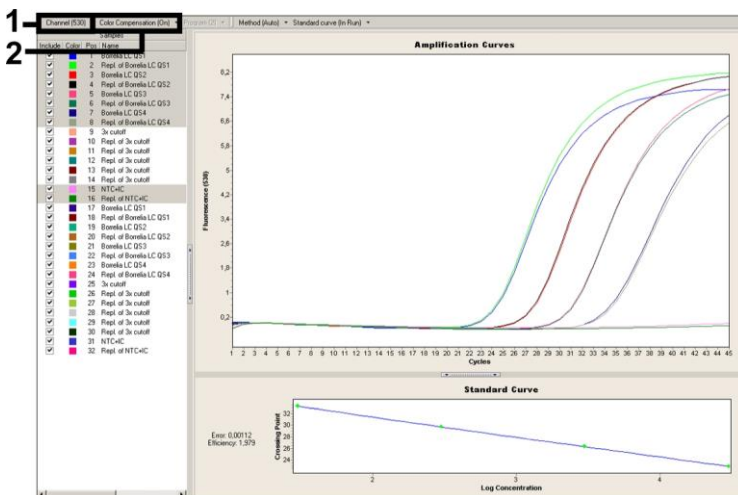 1
Channel (530) Color Compensation (On) Program (2) Method (Auto) Standard curve (In Run)
2
Samples
Include Color Pos Name
1 Borrelia LC QS1
2 Repl. of Borrelia LC QS1
3 Borrelia LC QS2
4 Repl. of Borrelia LC QS2
5 Borrelia LC QS3
6 Repl. of Borrelia LC QS3
7 Borrelia LC QS4
8 Repl. of Borrelia LC QS4
9 3x cutoff
10 Repl. of 3x cutoff
11 Repl. of 3x cutoff
12 Repl. of 3x cutoff
13 Repl. of 3x cutoff
14 Repl. of 3x cutoff
15 NTC+IC
16 Repl. of NTC+IC
17 Borrelia LC QS1
18 Repl. of Borrelia LC QS1
19 Borrelia LC QS2
20 Repl. of Borrelia LC QS2
21 Borrelia LC QS3
22 Repl. of Borrelia LC QS3
23 Borrelia LC QS4
24 Repl. of Borrelia LC QS4
25 3x cutoff
26 Repl. of 3x cutoff
27 Repl. of 3x cutoff
28 Repl. of 3x cutoff
29 Repl. of 3x cutoff
30 Repl. of 3x cutoff
31 NTC+IC
32 Repl. of NTC+IC
Amplification Curves
Fluorescence (530)
8,2
7,4
6,6
5,8
5
4,2
3,4
2,6
1,8
1
0,2
1 2 3 4 5 6 7 8 9 10 11 12 13 14 15 16 17 18 19 20 21 22 23 24 25 26 27 28 29 30 31 32 33 34 35 36 37 38 39 40 41 42 43 44 45
Cycles
Standard Curve
Error: 0,00112
Efficiency: 1,979
Crossing Point
32
30
28
26
24
2 3 4
Log Concentration